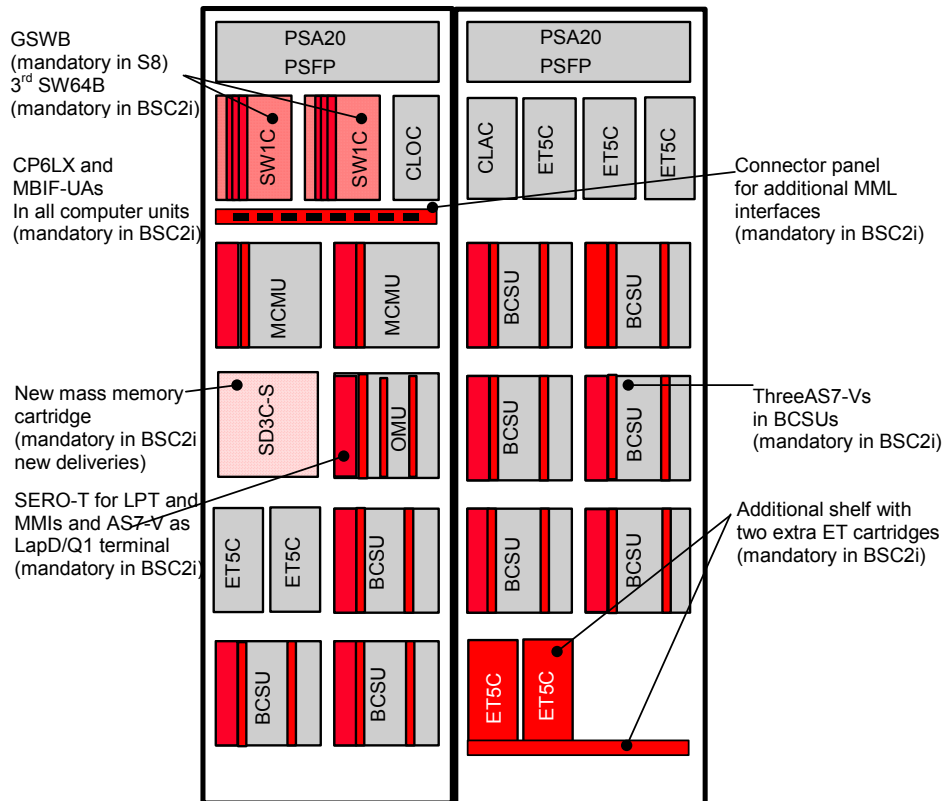 GSWB
(mandatory in S8)
3rd SW64B
(mandatory in BSC2i)
CP6LX and
MBIF-UAs
In all computer units
(mandatory in BSC2i)
New mass memory
cartridge
(mandatory in BSC2i
new deliveries)
SERO-T for LPT and
MMIs and AS7-V as
LapD/Q1 terminal
(mandatory in BSC2i)
PSA20
PSFP
SW1C
SW1C
CLOC
MCMU
MCMU
SD3C-S
OMU
ET5C
ET5C
BCSU
BCSU
BCSU
PSA20
PSFP
CLAC
ET5C
ET5C
ET5C
BCSU
BCSU
BCSU
BCSU
BCSU
BCSU
ET5C
ET5C
Connector panel
for additional MML
interfaces
(mandatory in BSC2i)
ThreeAS7-Vs
in BCSUs
(mandatory in BSC2i)
Additional shelf with
two extra ET cartridges
(mandatory in BSC2i)